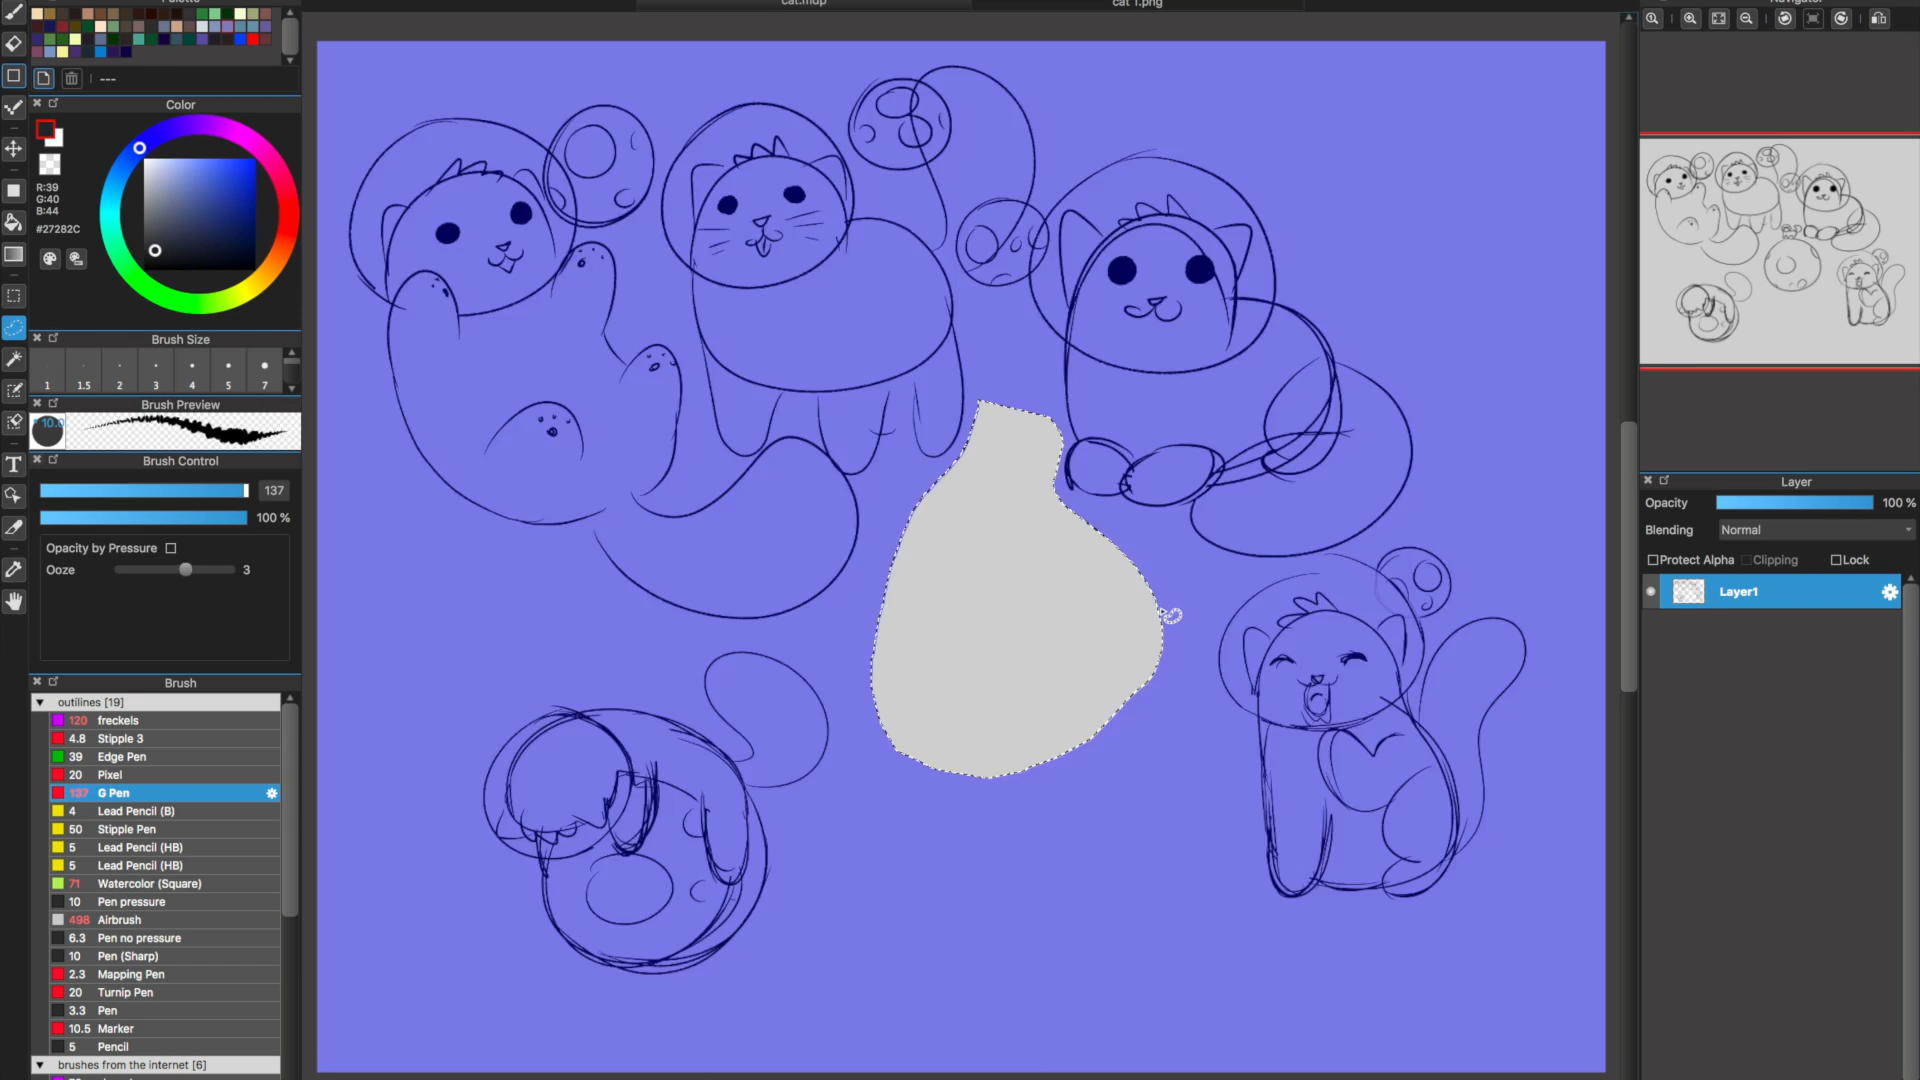 Palette
cat.mdp
cat 1.png
Navigator
---
Color
R:39
G:40
B:44
#27282C
Brush Size
1 1.5 2 3 4 5 7
Brush Preview
10.0
Brush Control
137
100 %
Opacity by Pressure
Ooze 3
Brush
outilines [19]
120 freckels
4.8 Stipple 3
39 Edge Pen
20 Pixel
137 G Pen
4 Lead Pencil (B)
50 Stipple Pen
5 Lead Pencil (HB)
5 Lead Pencil (HB)
71 Watercolor (Square)
10 Pen pressure
498 Airbrush
6.3 Pen no pressure
10 Pen (Sharp)
2.3 Mapping Pen
20 Turnip Pen
3.3 Pen
10.5 Marker
5 Pencil
brushes from the internet [6]
Layer
Opacity 100 %
Blending Normal
Protect Alpha Clipping Lock
Layer1